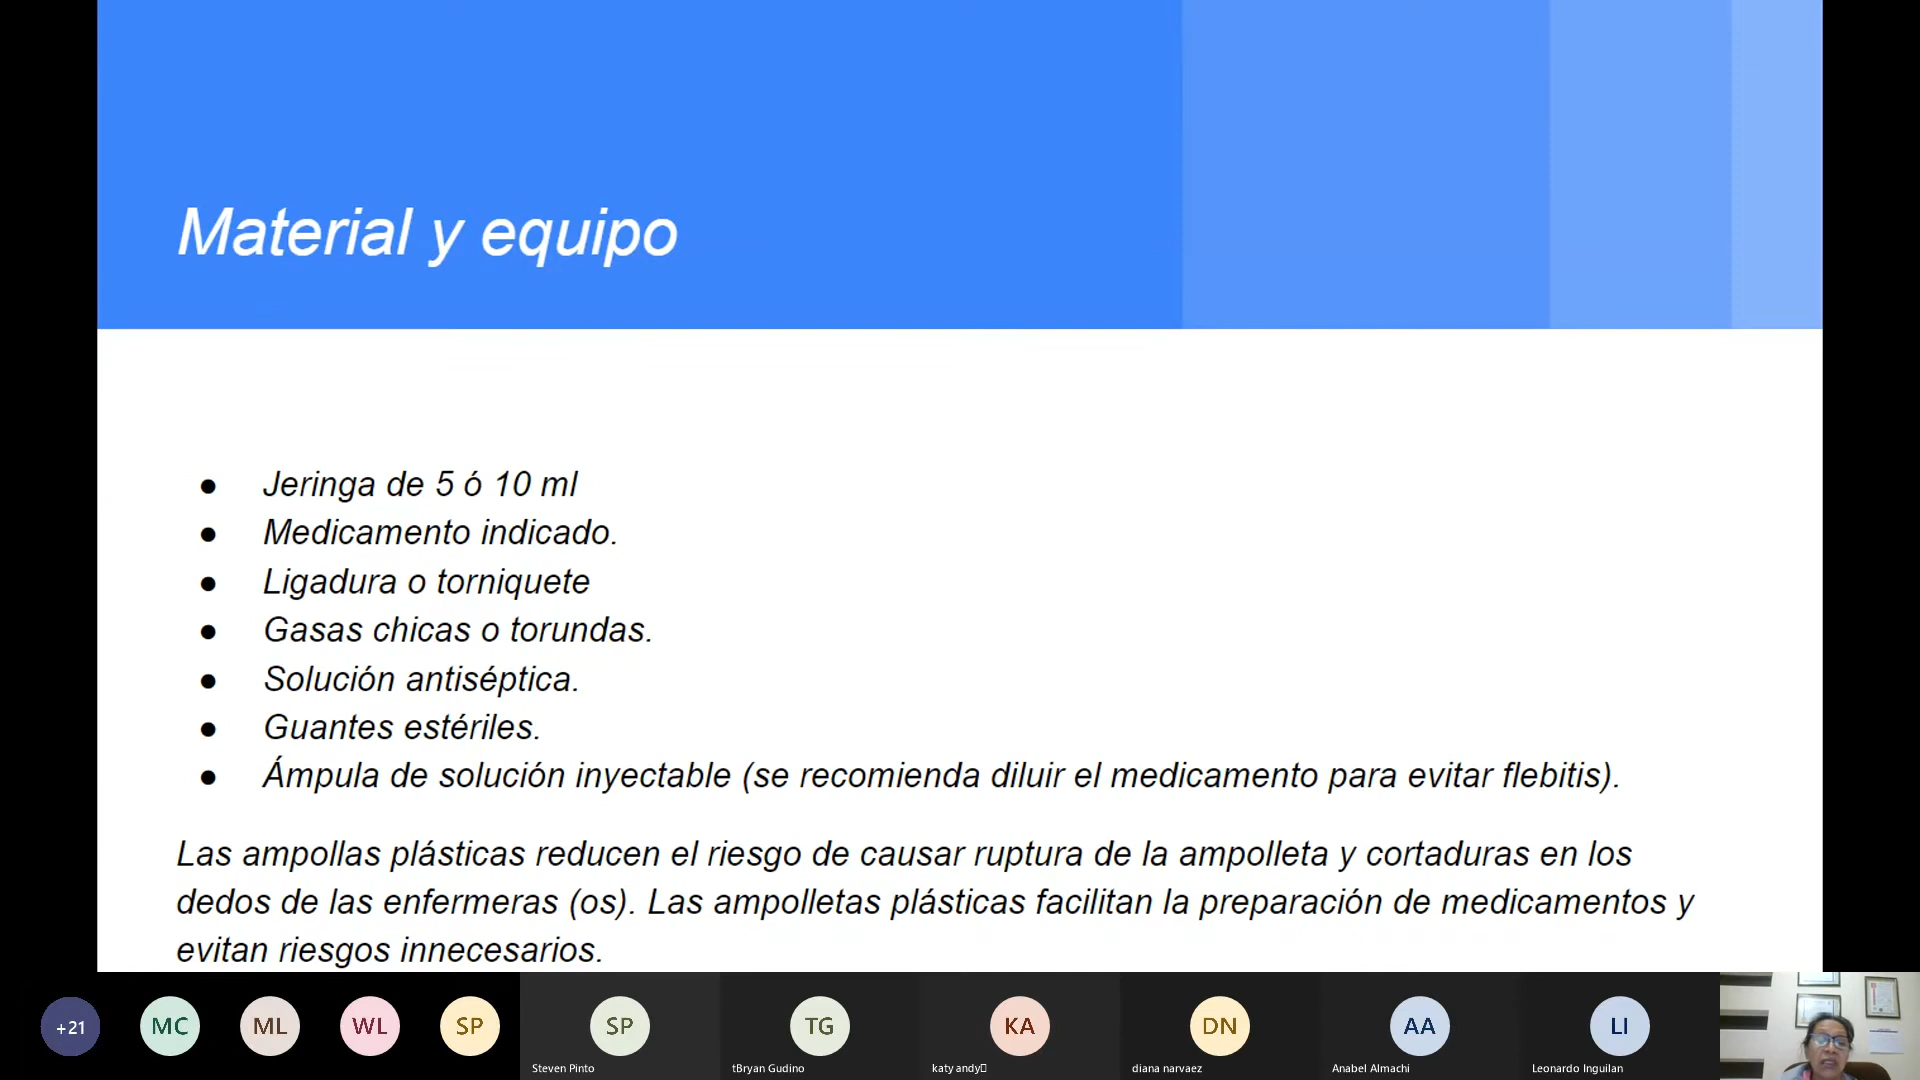 Material y equipo
● Jeringa de 5 ó 10 ml
● Medicamento indicado.
● Ligadura o torniquete
● Gasas chicas o torundas.
● Solución antiséptica.
● Guantes estériles.
● Ámpula de solución inyectable (se recomienda diluir el medicamento para evitar flebitis).
Las ampollas plásticas reducen el riesgo de causar ruptura de la ampolleta y cortaduras en los
dedos de las enfermeras (os). Las ampolletas plásticas facilitan la preparación de medicamentos y
evitan riesgos innecesarios.
+21 MC ML WL SP SP TG KA DN AA LI
Steven Pinto tBryan Gudino katy andy diana narvaez Anabel Almachi Leonardo Inguilan